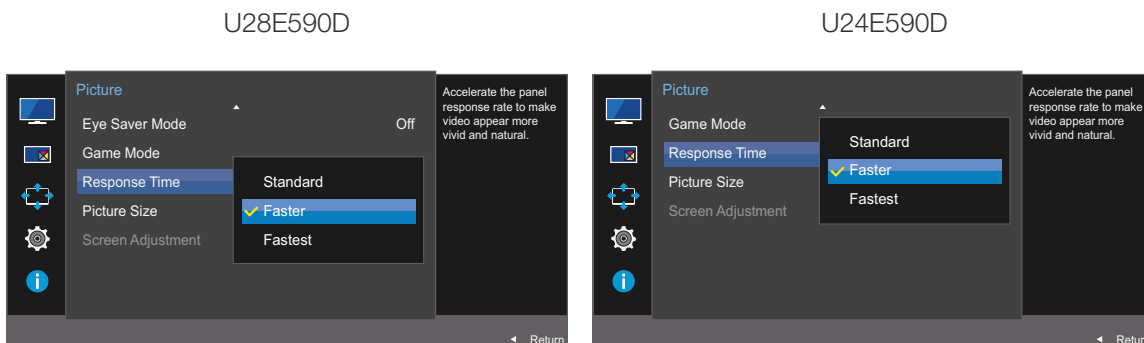 U28E590D
Picture
Eye Saver Mode Off
Game Mode
Response Time
Picture Size
Screen Adjustment
Standard
Faster
Fastest
Accelerate the panel
response rate to make
video appear more
vivid and natural.
Return
U24E590D
Picture
Game Mode
Response Time
Picture Size
Screen Adjustment
Standard
Faster
Fastest
Accelerate the panel
response rate to make
video appear more
vivid and natural.
Return